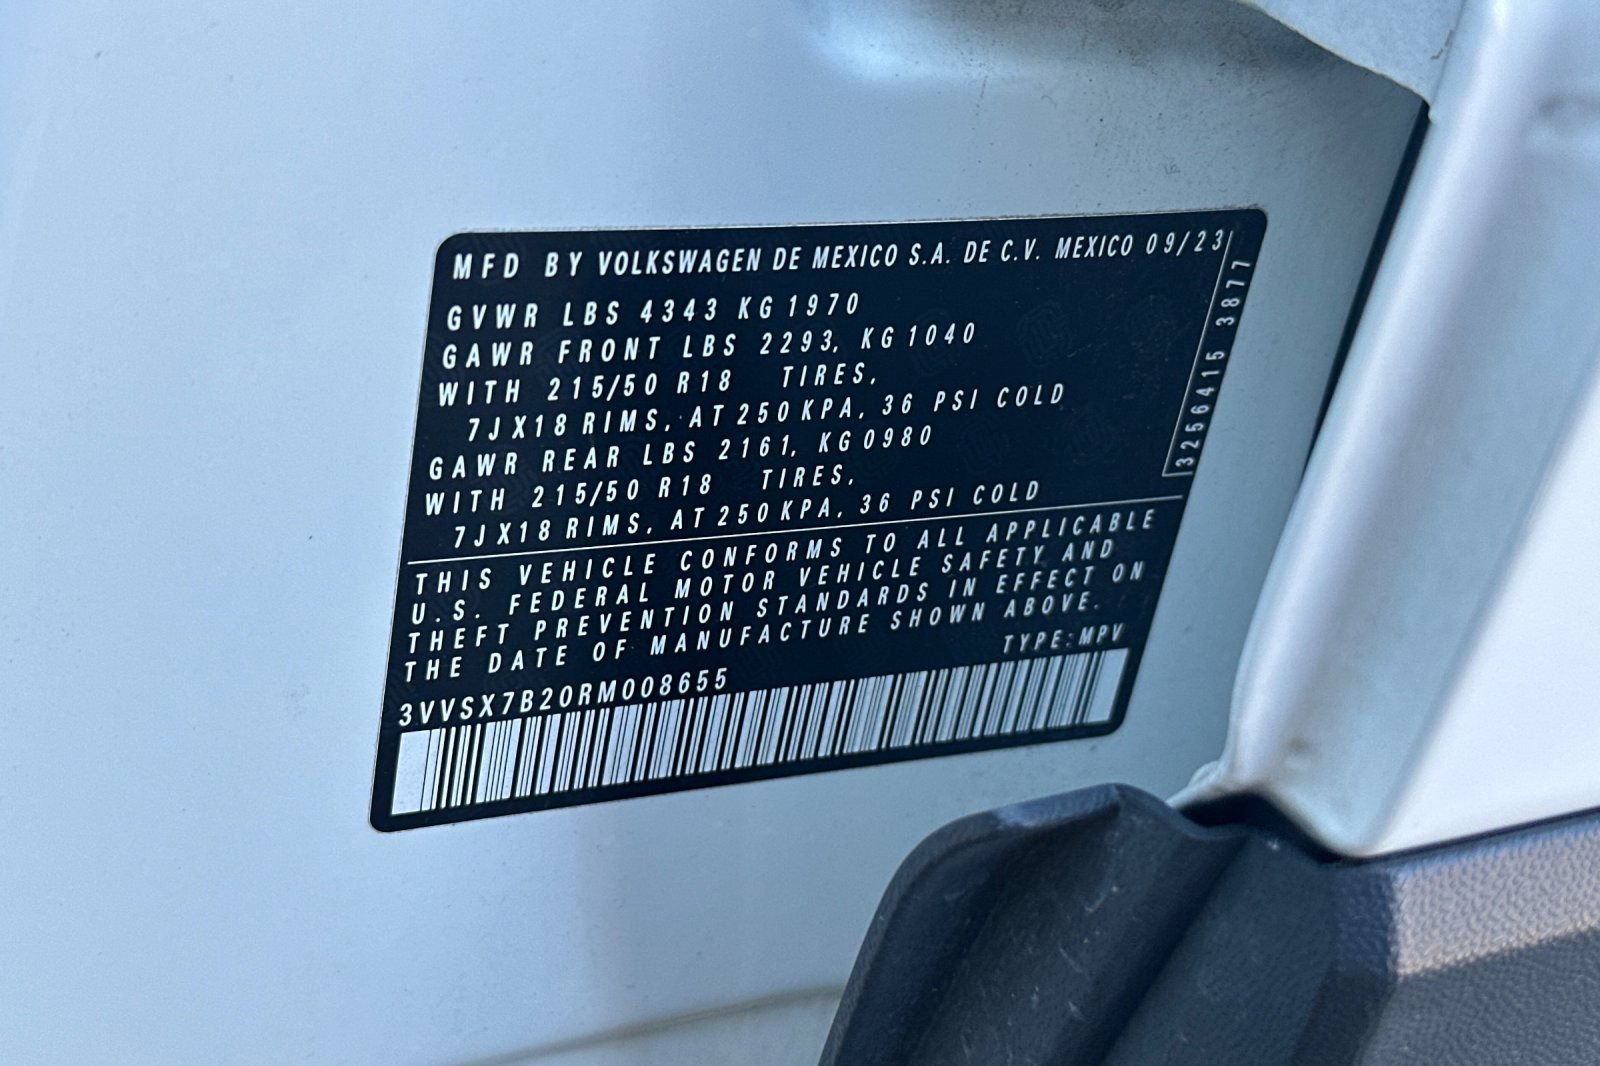 MFD BY VOLKSWAGEN DE MEXICO S.A. DE C.V. MEXICO 09/23
GVWR LBS 4343 KG 1970
GAWR FRONT LBS 2293, KG 1040
WITH 215/50 R18 TIRES,
7JX18 RIMS, AT 250 KPA, 36 PSI COLD
GAWR REAR LBS 2161, KG 0980
WITH 215/50 R18 TIRES,
7JX18 RIMS, AT 250 KPA, 36 PSI COLD
3256415 3877
THIS VEHICLE CONFORMS TO ALL APPLICABLE
U.S. FEDERAL MOTOR VEHICLE SAFETY AND
THEFT PREVENTION STANDARDS IN EFFECT ON
THE DATE OF MANUFACTURE SHOWN ABOVE.
TYPE: MPV
3VVSX7B20RM008655